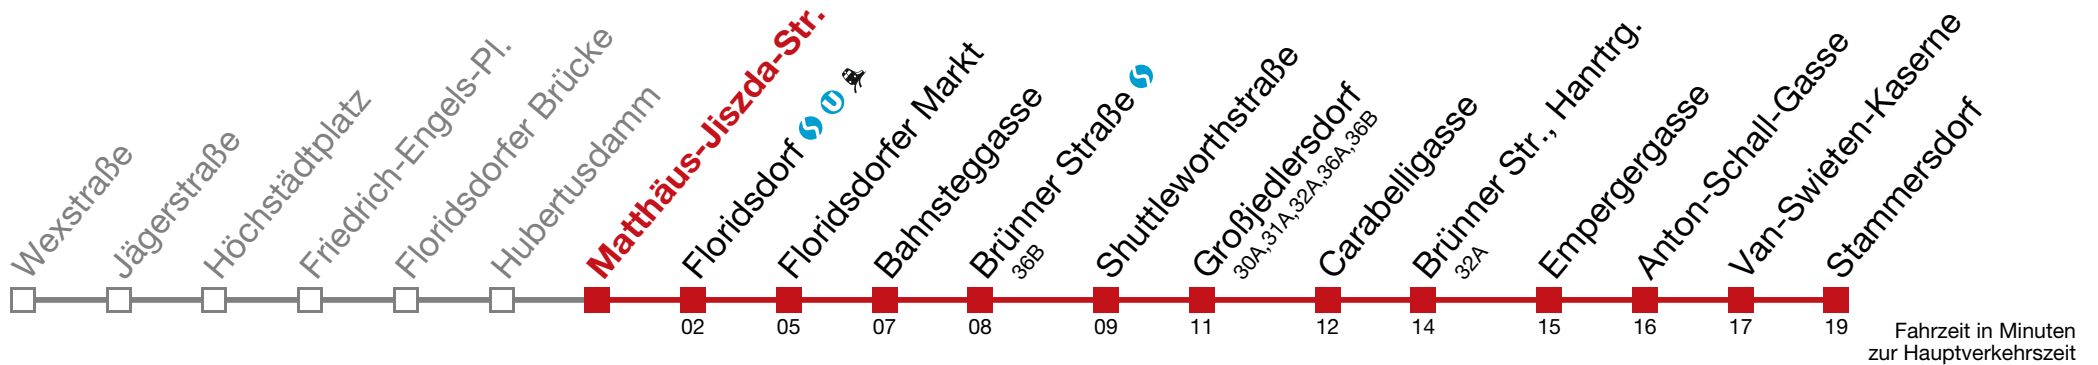 Wexstraße
Jägerstraße
Höchstädtplatz
Friedrich-Engels-Pl.
Floridsdorfer Brücke
Hubertusdamm
Matthäus-Jiszda-Str.
Floridsdorf
Floridsdorfer Markt
Bahnsteggasse
Brünner Straße
36B
Shuttleworthstraße
Großjedlersdorf
30A,31A,32A,36A,36B
Carabelligasse
Brünner Str., Hanrtrg.
32A
Empergergasse
Anton-Schall-Gasse
Van-Swieten-Kaserne
Stammersdorf
02 05 07 08 09 11 12 14 15 16 17 19
Fahrzeit in Minuten
zur Hauptverkehrszeit